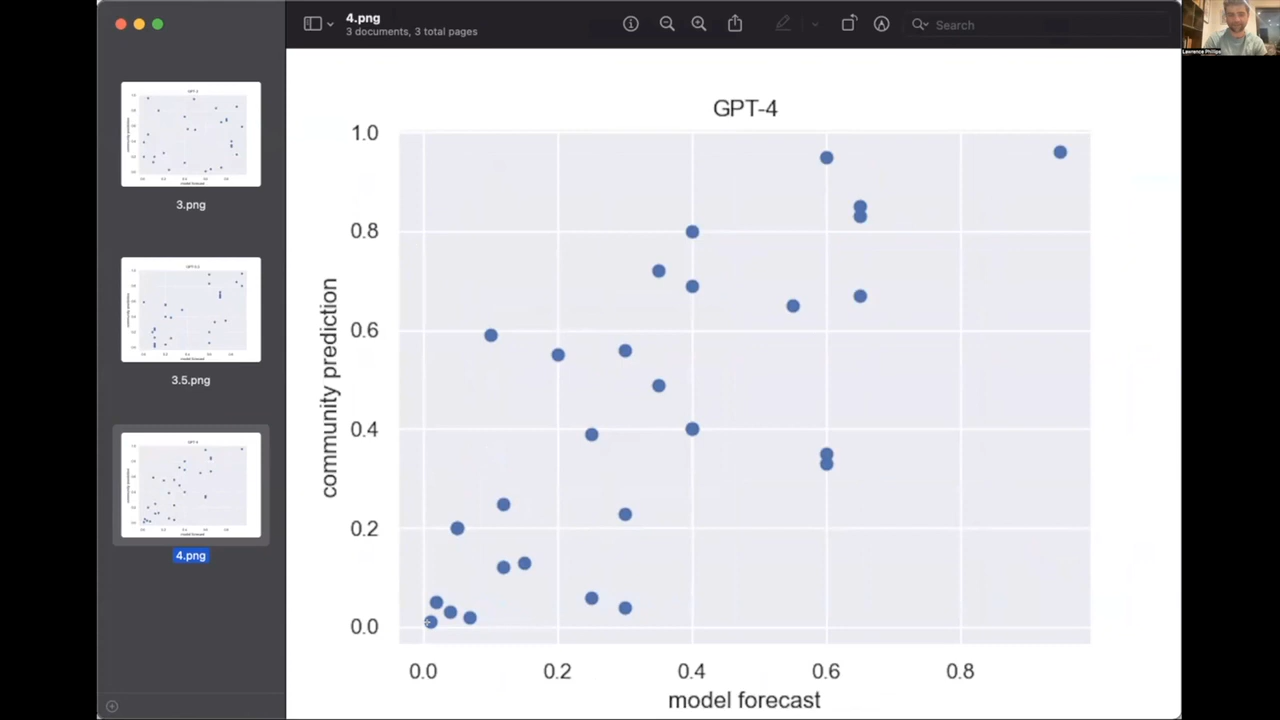 4.png
3 documents, 3 total pages
Search
Lawrence Phillips
3.png
3.5.png
4.png
GPT-4
community prediction
1.0
0.8
0.6
0.4
0.2
0.0
0.0 0.2 0.4 0.6 0.8
model forecast